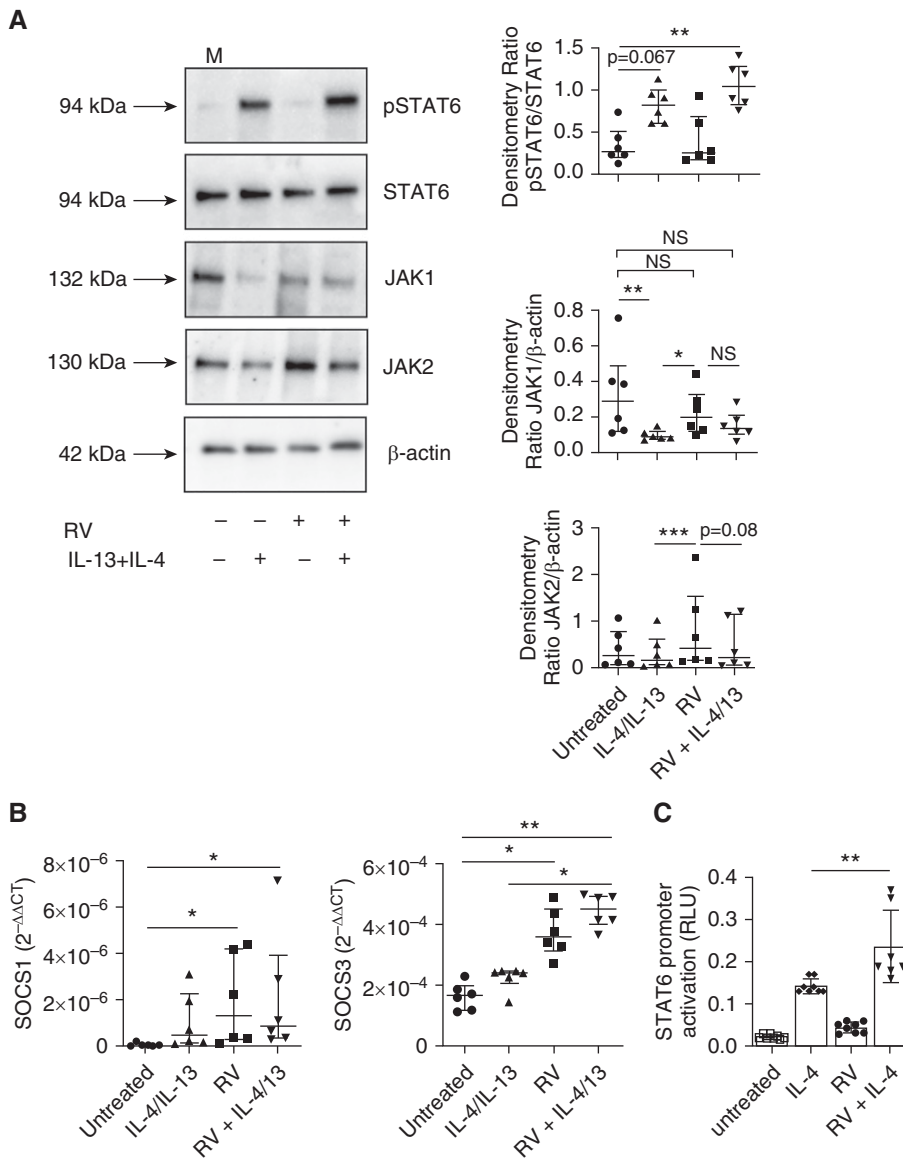 A
M
94 kDa
pSTAT6
94 kDa
STAT6
132 kDa
JAK1
130 kDa
JAK2
42 kDa
β-actin
RV – – + +
IL-13+IL-4 – + – +
Densitometry Ratio
pSTAT6/STAT6
1.5
1.0
0.5
0.0
**
p=0.067
Densitometry
Ratio JAK1/β-actin
0.8
0.6
0.4
0.2
0.0
NS
NS
**
*
NS
Densitometry
Ratio JAK2/β-actin
3
2
1
0
***
p=0.08
Untreated
IL-4/IL-13
RV
RV + IL-4/13
B
SOCS1 (2–ΔΔCT)
8×10–6
6×10–6
4×10–6
2×10–6
0
*
*
Untreated
IL-4/IL-13
RV
RV + IL-4/13
SOCS3 (2–ΔΔCT)
6×10–4
4×10–4
2×10–4
0
**
*
*
Untreated
IL-4/IL-13
RV
RV + IL-4/13
C
STAT6 promoter
activation (RLU)
0.4
0.3
0.2
0.1
0.0
**
untreated
IL-4
RV
RV + IL-4